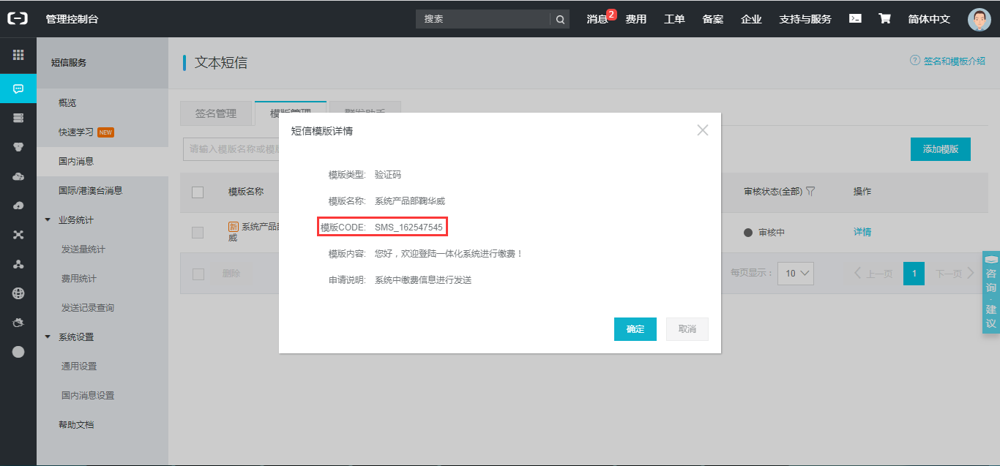 管理控制台
搜索
消息 2
费用
工单
备案
企业
支持与服务
简体中文
短信服务
概览
快速学习 NEW
国内消息
国际/港澳台消息
业务统计
发送量统计
费用统计
发送记录查询
系统设置
通用设置
国内消息设置
帮助文档
文本短信
签名和模板介绍
签名管理
模版管理
群发助手
请输入模版名称或模版
添加模版
模版名称
审核状态(全部)
操作
新 系统产品部
威
审核中
详情
删除
每页显示：
10
上一页
1
下一页
短信模版详情
模版类型: 验证码
模版名称: 系统产品部鞠华威
模版CODE: SMS_162547545
模版内容: 您好，欢迎登陆一体化系统进行缴费！
申请说明: 系统中缴费信息进行发送
确定
取消
咨询·建议